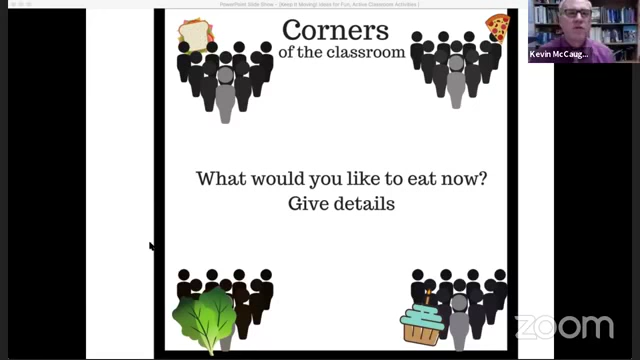 PowerPoint Slide Show - [Keep It Moving! Ideas for Fun, Active Classroom Activities ]
Corners
of the classroom
Kevin McCaug...
What would you like to eat now?
Give details
zoom